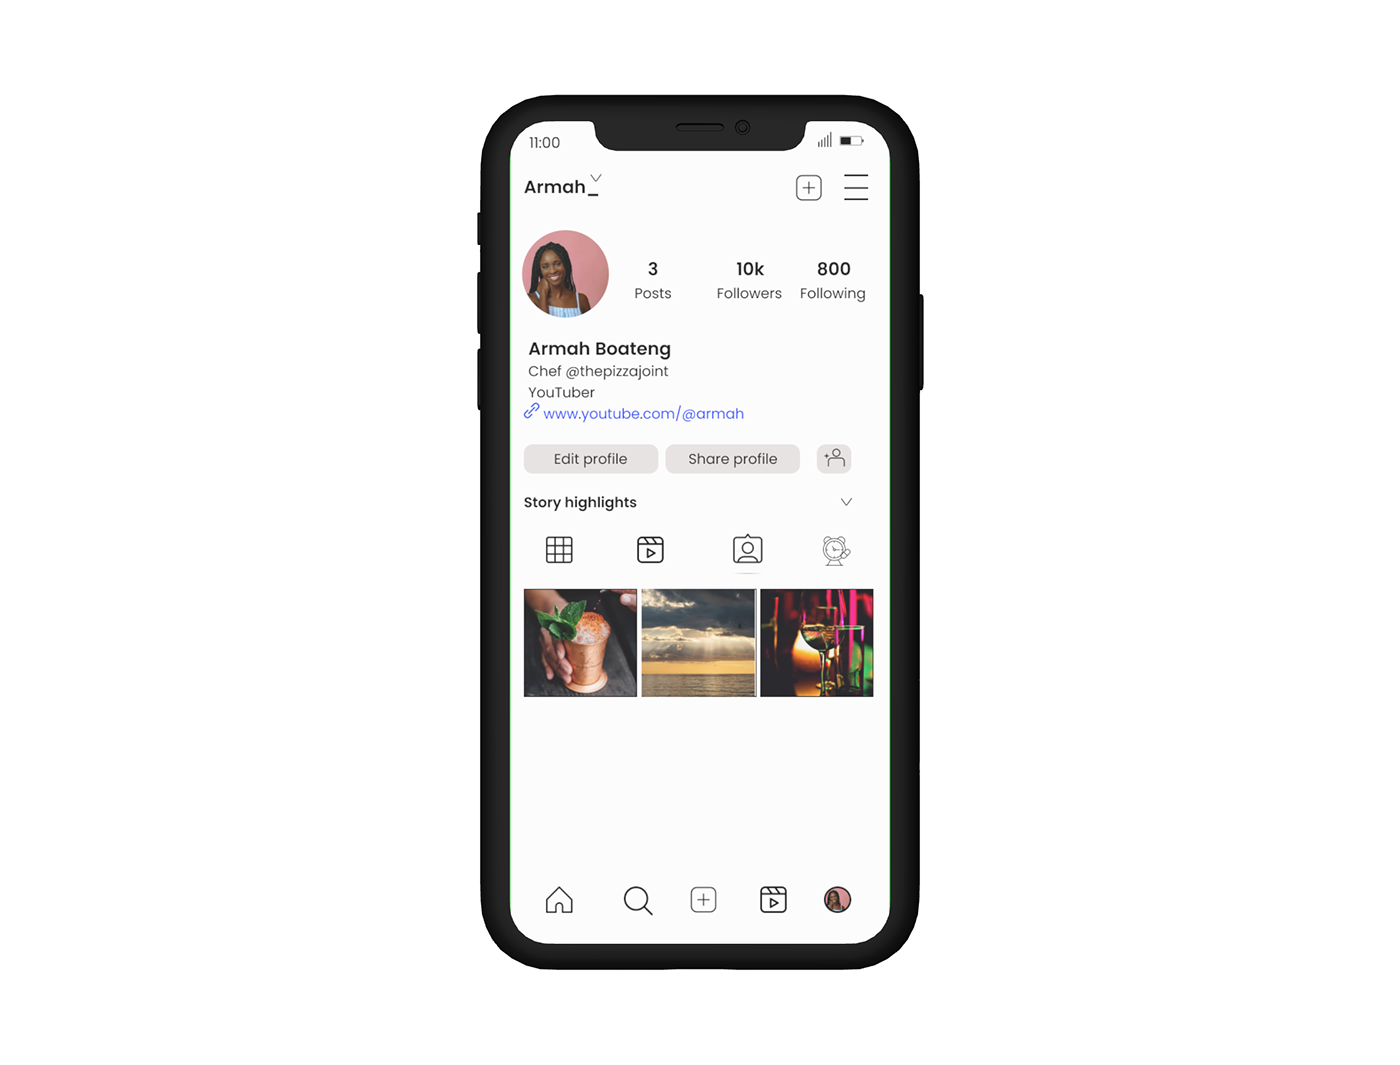 11:00
Armah_
3 10k 800
Posts Followers Following
Armah Boateng
Chef @thepizzajoint
YouTuber
www.youtube.com/@armah
Edit profile Share profile
Story highlights